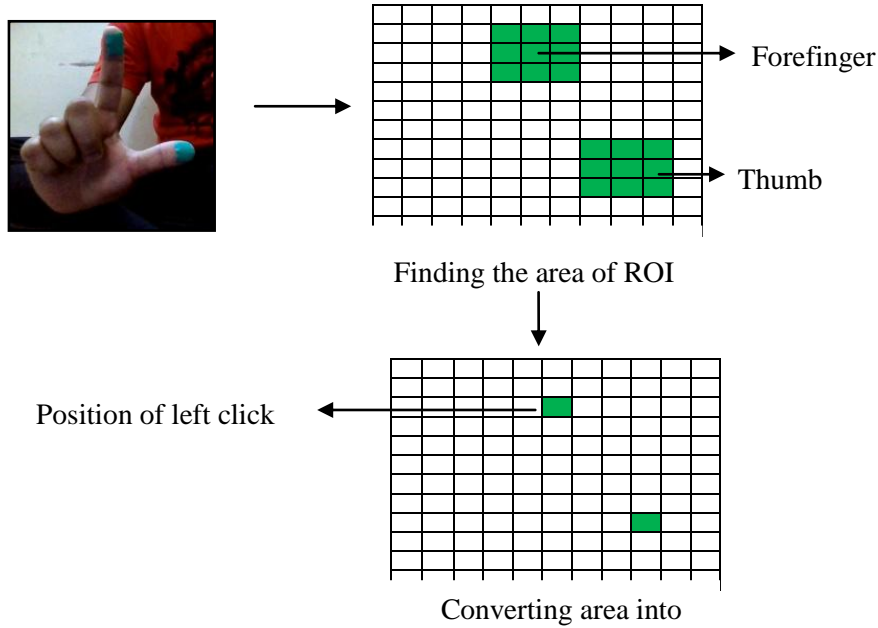 Forefinger
Thumb
Finding the area of ROI
Position of left click
Converting area into